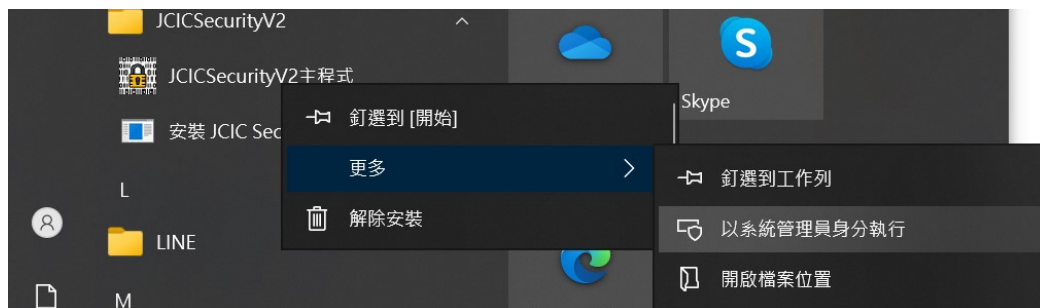 JCICSecurityV2
JCICSecurityV2主程式
安裝 JCIC Sec
L
LINE
M
Skype
釘選到 [開始]
更多
解除安裝
釘選到工作列
以系統管理員身分執行
開啟檔案位置